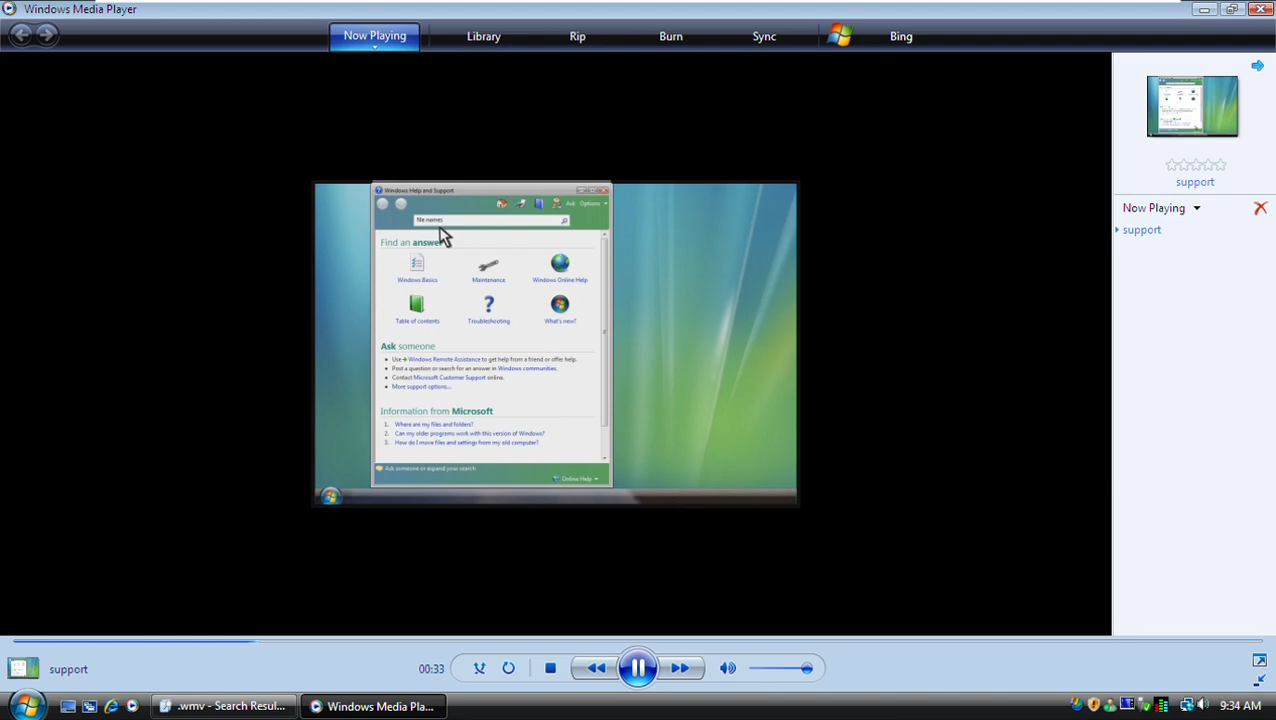 Windows Media Player
Now Playing
Library
Rip
Burn
Sync
Bing
Windows Help and Support
Ask
Options
file names
Find an answer
Windows Basics
Maintenance
Windows Online Help
Table of contents
Troubleshooting
What's new?
Ask someone
Use Windows Remote Assistance to get help from a friend or offer help.
Post a question or search for an answer in Windows communities.
Contact Microsoft Customer Support online.
More support options...
Information from Microsoft
1. Where are my files and folders?
2. Can my older programs work with this version of Windows?
3. How do I move files and settings from my old computer?
Ask someone or expand your search
Online Help
support
Now Playing
support
support
00:33
.wmv - Search Resul...
Windows Media Pla...
9:34 AM